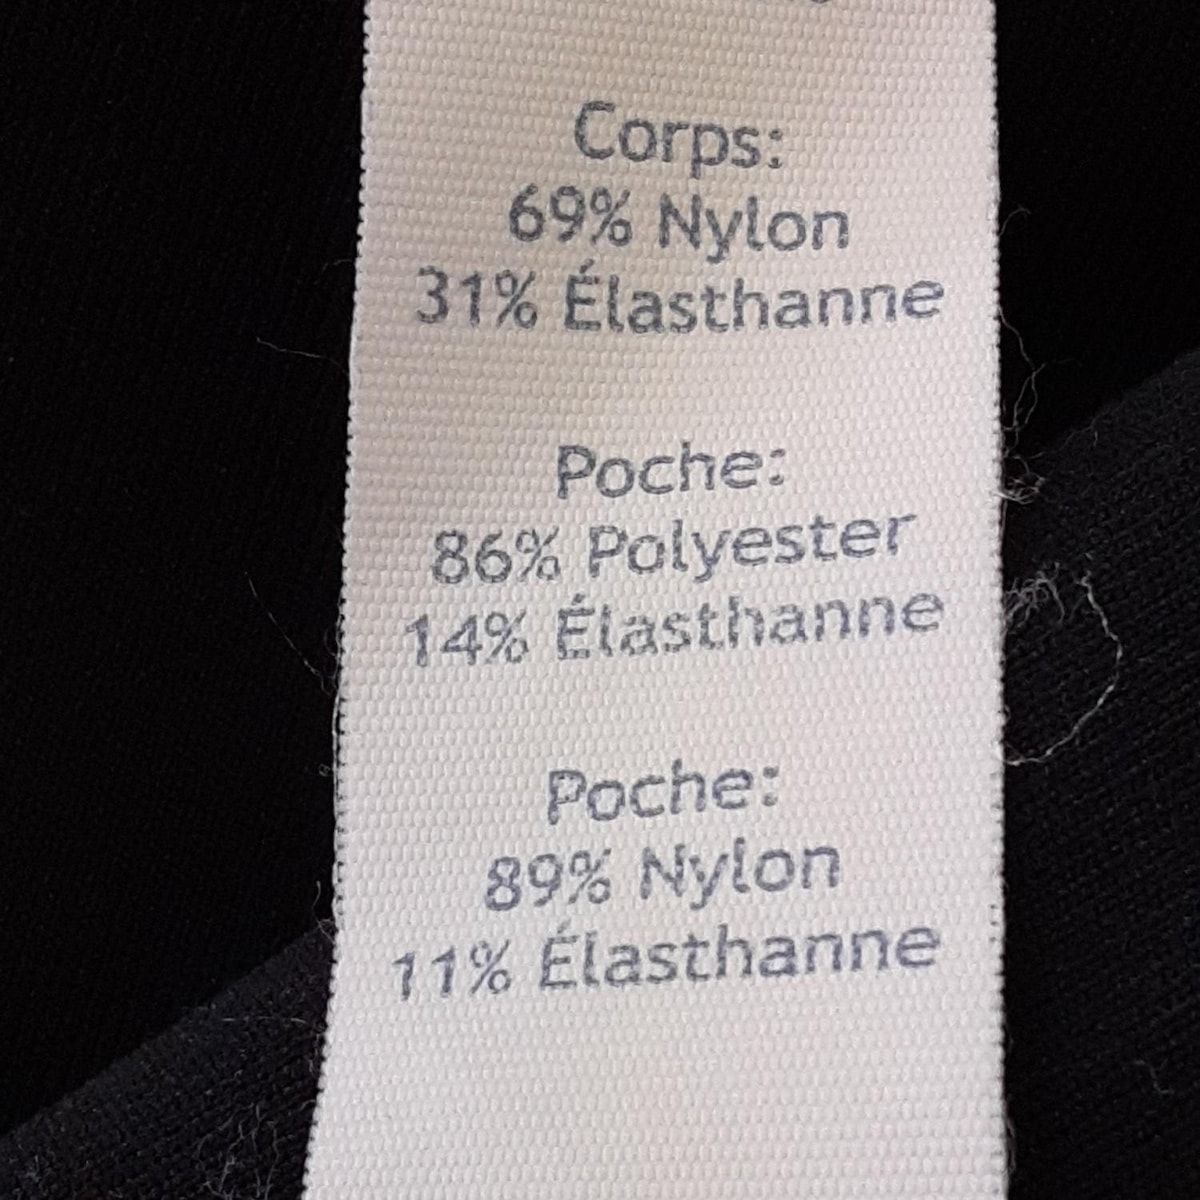 Corps:
69% Nylon
31% Élasthanne
Poche:
86% Polyester
14% Élasthanne
Poche:
89% Nylon
11% Élasthanne